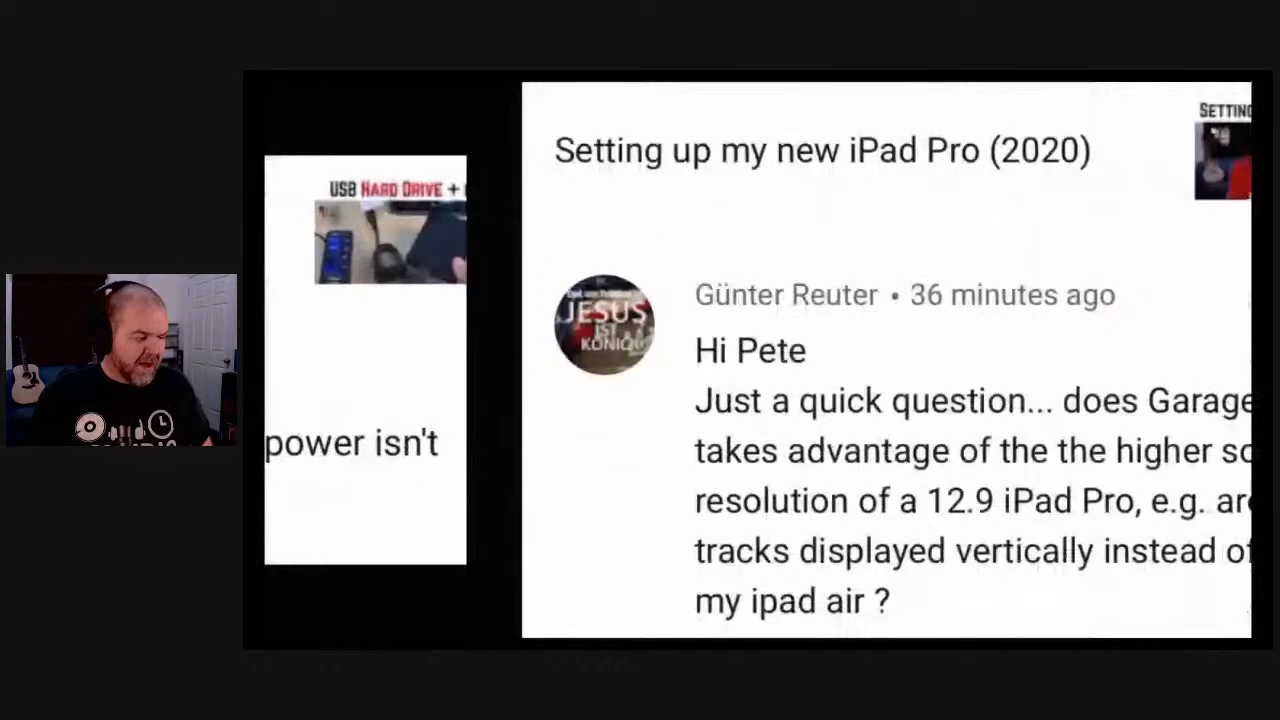 USB HARD DRIVE +
power isn't
Setting up my new iPad Pro (2020)
SETTING
Günter Reuter • 36 minutes ago
JESUS
IST
KÖNIG
Hi Pete
Just a quick question... does Garage
takes advantage of the the higher sc
resolution of a 12.9 iPad Pro, e.g. are
tracks displayed vertically instead of
my ipad air ?